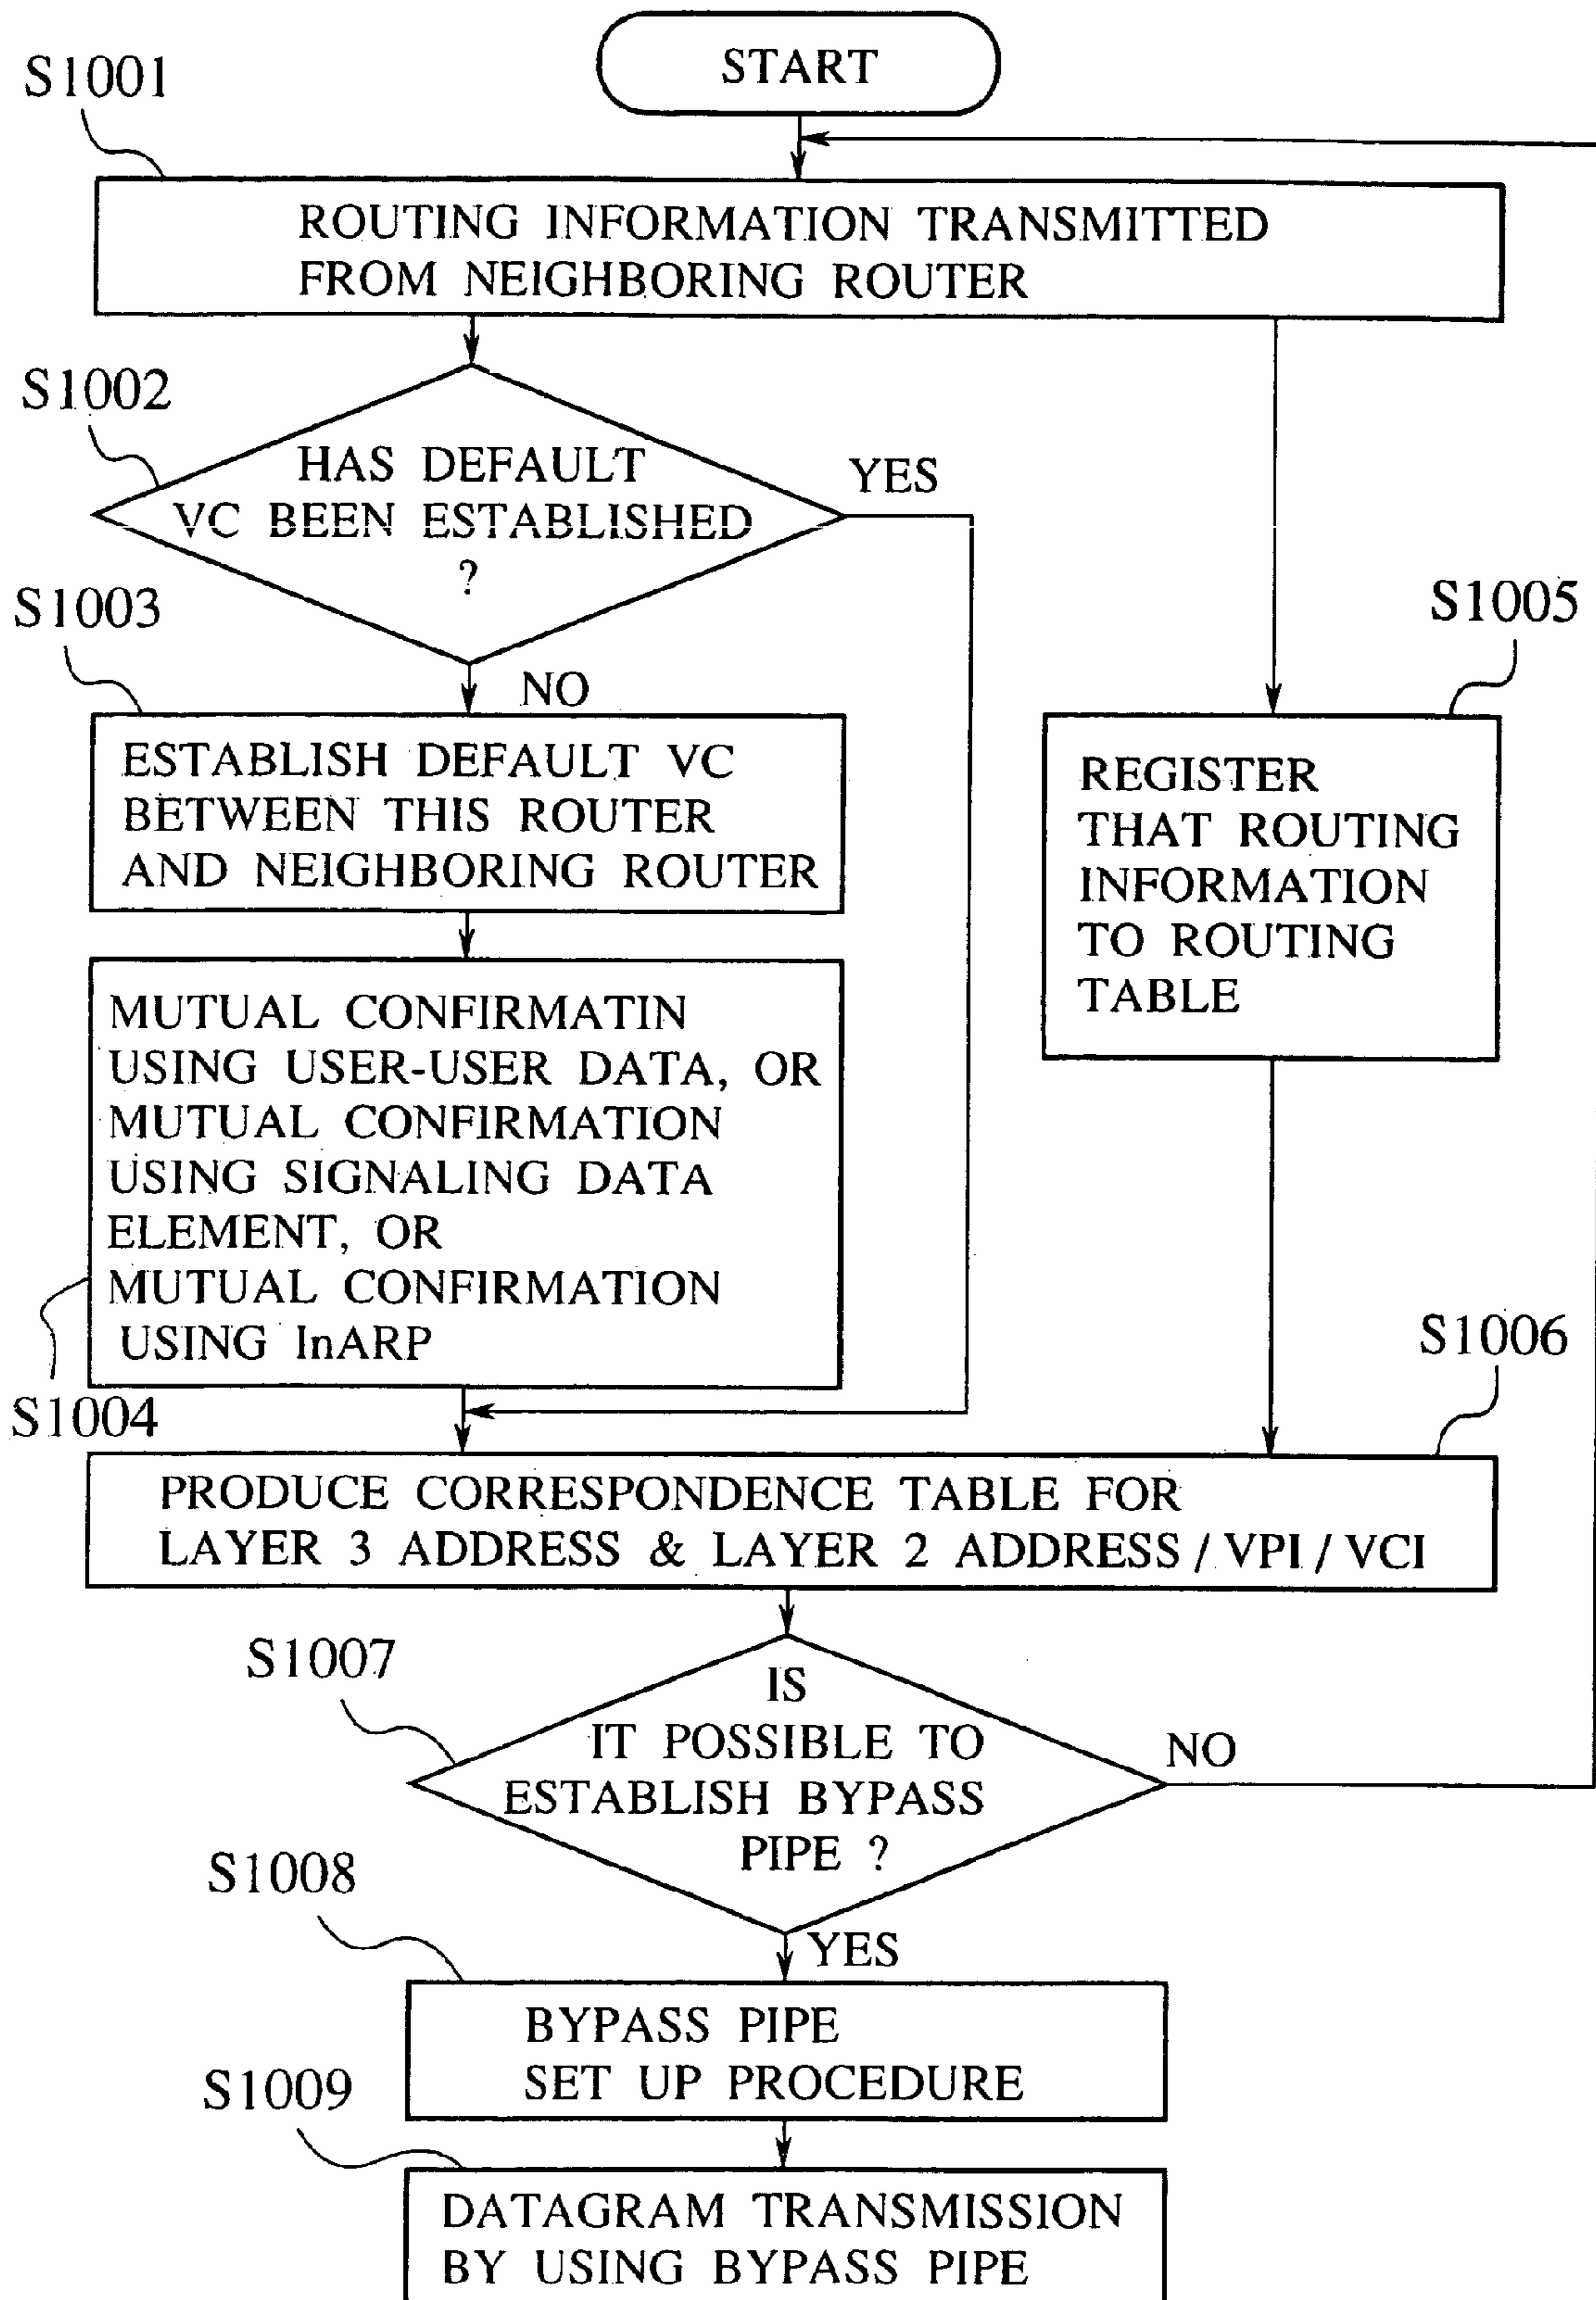 START
S1001
ROUTING INFORMATION TRANSMITTED
FROM NEIGHBORING ROUTER
S1002
HAS DEFAULT
VC BEEN ESTABLISHED
?
YES
NO
S1003
ESTABLISH DEFAULT VC
BETWEEN THIS ROUTER
AND NEIGHBORING ROUTER
S1005
REGISTER
THAT ROUTING
INFORMATION
TO ROUTING
TABLE
MUTUAL CONFIRMATIN
USING USER-USER DATA, OR
MUTUAL CONFIRMATION
USING SIGNALING DATA
ELEMENT, OR
MUTUAL CONFIRMATION
USING InARP
S1004
S1006
PRODUCE CORRESPONDENCE TABLE FOR
LAYER 3 ADDRESS & LAYER 2 ADDRESS / VPI / VCI
S1007
IS
IT POSSIBLE TO
ESTABLISH BYPASS
PIPE ?
NO
YES
S1008
BYPASS PIPE
SET UP PROCEDURE
S1009
DATAGRAM TRANSMISSION
BY USING BYPASS PIPE